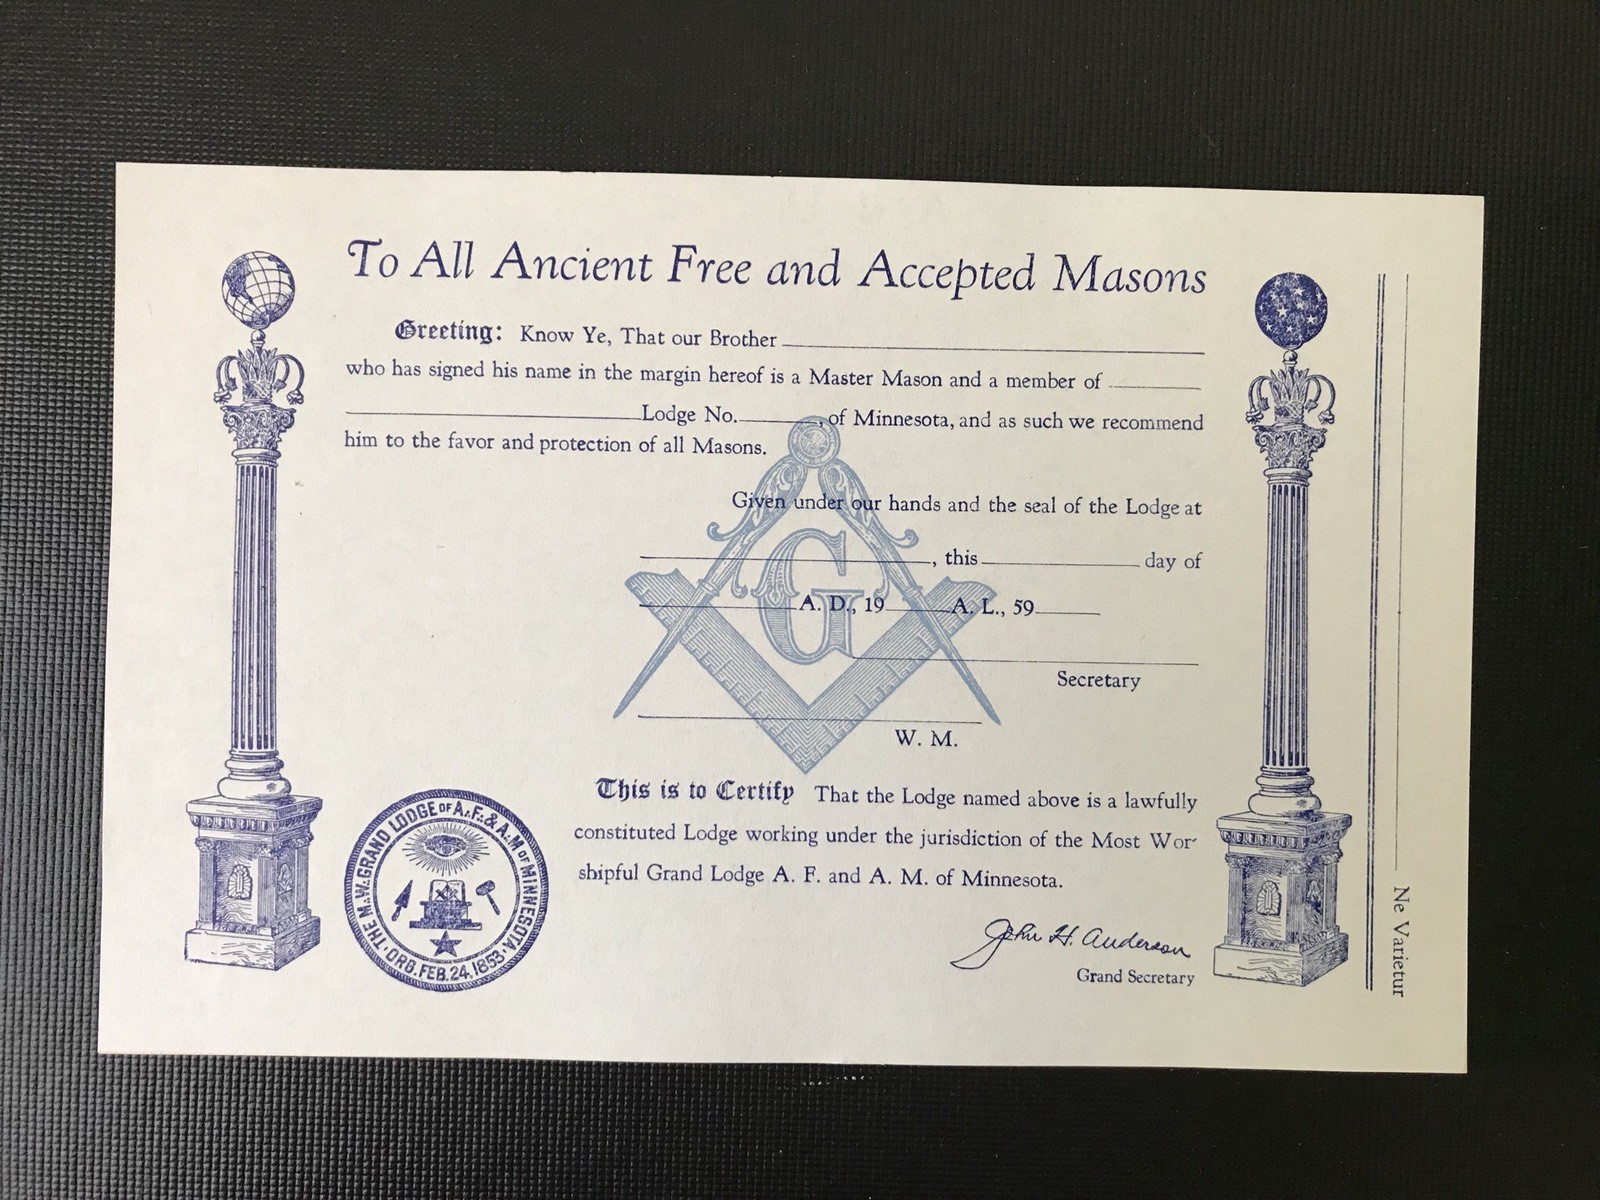 To All Ancient Free and Accepted Masons
Greeting: Know Ye, That our Brother
who has signed his name in the margin hereof is a Master Mason and a member of
Lodge No. , of Minnesota, and as such we recommend
him to the favor and protection of all Masons.
Given under our hands and the seal of the Lodge at
, this day of
A. D., 19 A. L., 59
G
Secretary
W. M.
This is to Certify That the Lodge named above is a lawfully
constituted Lodge working under the jurisdiction of the Most Wor-
shipful Grand Lodge A. F. and A. M. of Minnesota.
John H. Anderson
Grand Secretary
THE M.W. GRAND LODGE OF A.F. & A.M OF MINNESOTA.
ORG. FEB. 24, 1853
Ne Varietur